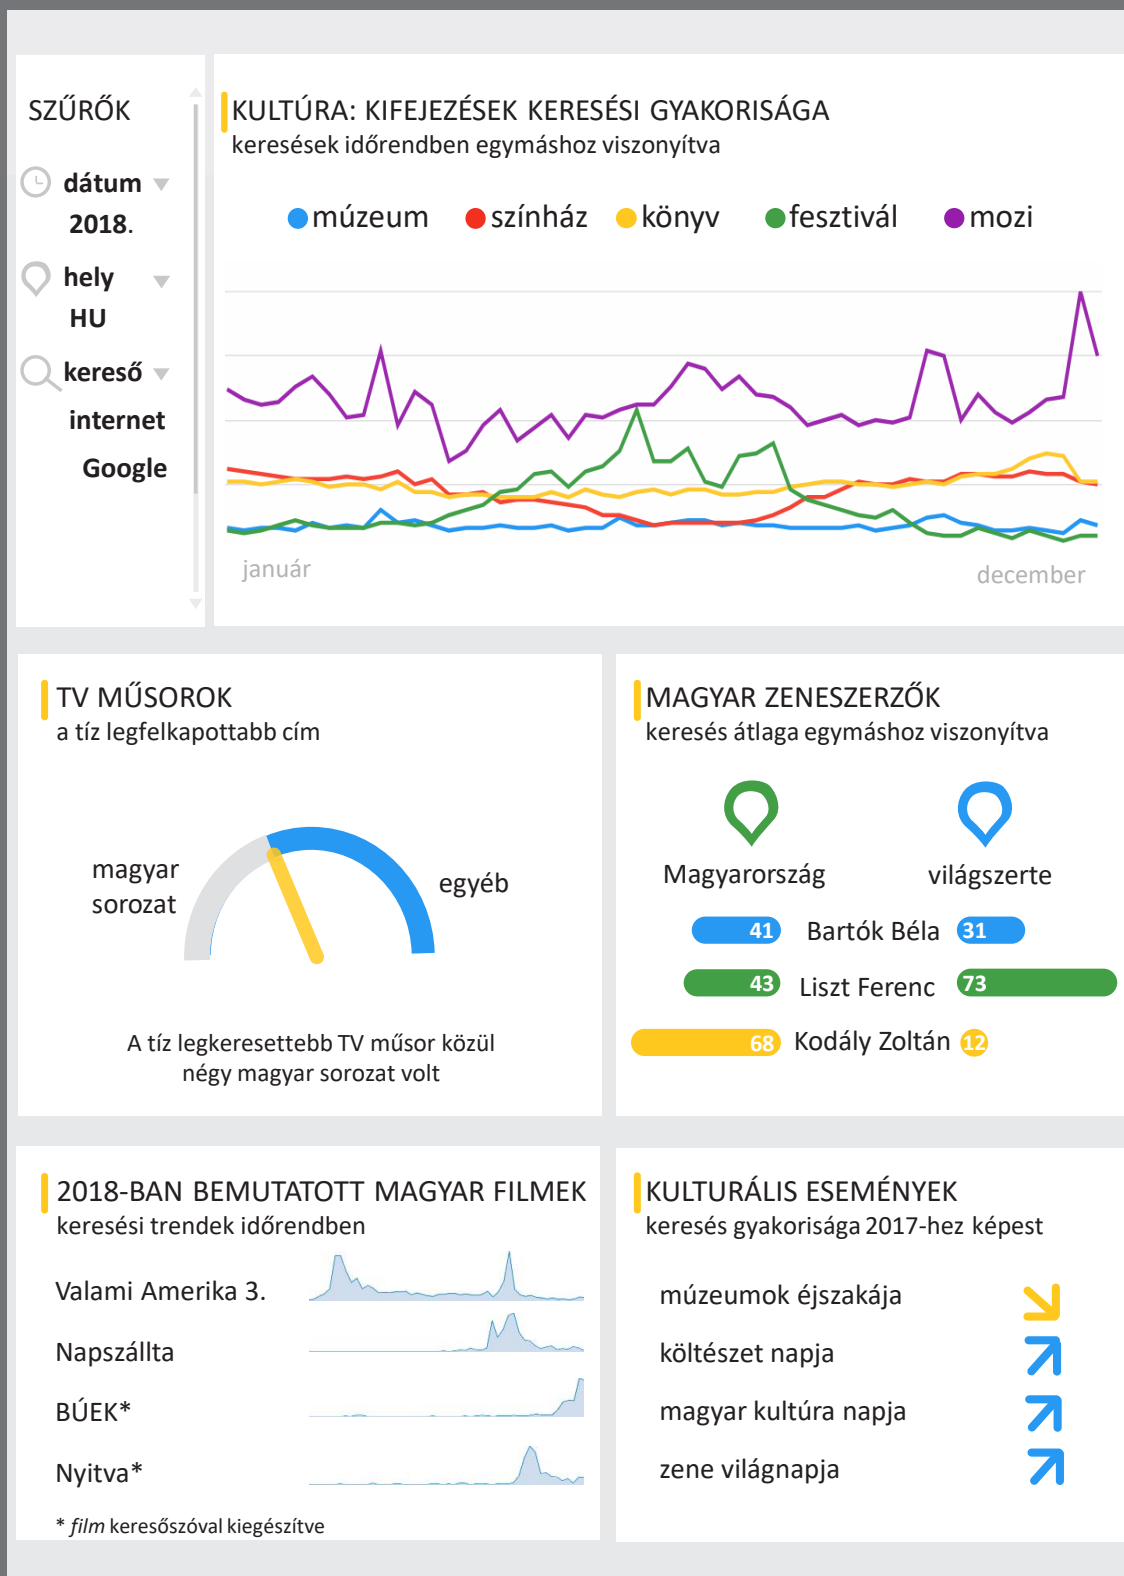 SZŰRŐK
dátum
2018.
hely
HU
kereső
internet
Google
KULTÚRA: KIFEJEZÉSEK KERESÉSI GYAKORISÁGA
keresések időrendben egymáshoz viszonyítva
múzeum színház könyv fesztivál mozi
január
december
TV MŰSOROK
a tíz legfelkapottabb cím
magyar
sorozat
egyéb
A tíz legkeresettebb TV műsor közül
négy magyar sorozat volt
MAGYAR ZENESZERZŐK
keresés átlaga egymáshoz viszonyítva
Magyarország világszerte
41 Bartók Béla 31
43 Liszt Ferenc 73
68 Kodály Zoltán 12
2018-BAN BEMUTATOTT MAGYAR FILMEK
keresési trendek időrendben
Valami Amerika 3.
Napszállta
BÚEK*
Nyitva*
* film keresőszóval kiegészítve
KULTURÁLIS ESEMÉNYEK
keresés gyakorisága 2017-hez képest
múzeumok éjszakája
költészet napja
magyar kultúra napja
zene világnapja